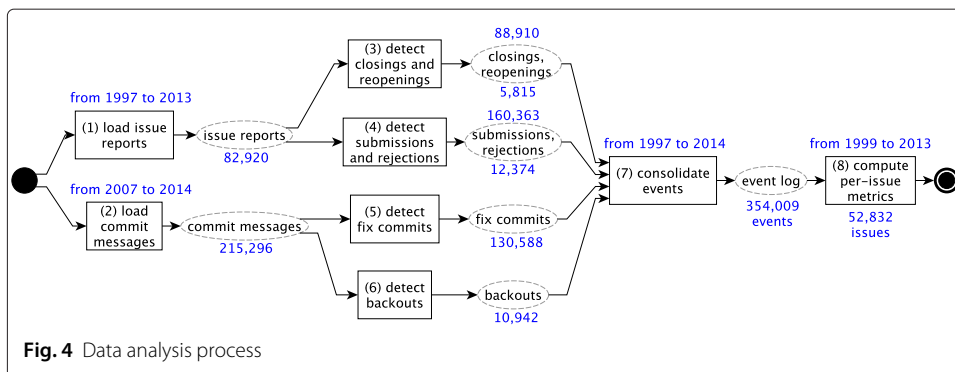 from 1997 to 2013
(1) load issue
reports
issue reports
82,920
from 2007 to 2014
(2) load
commit
messages
commit messages
215,296
(3) detect
closings and
reopenings
88,910
closings,
reopenings
5,815
(4) detect
submissions
and rejections
160,363
submissions,
rejections
12,374
(5) detect
fix commits
fix commits
130,588
(6) detect
backouts
backouts
10,942
from 1997 to 2014
(7) consolidate
events
event log
354,009
events
from 1999 to 2013
(8) compute
per-issue
metrics
52,832
issues
Fig. 4 Data analysis process